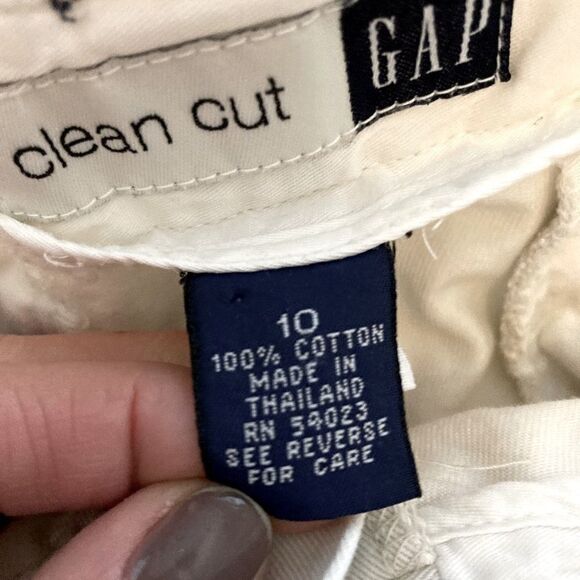 clean cut GAP
10
100% COTTON
MADE IN
THAILAND
RN 54023
SEE REVERSE
FOR CARE